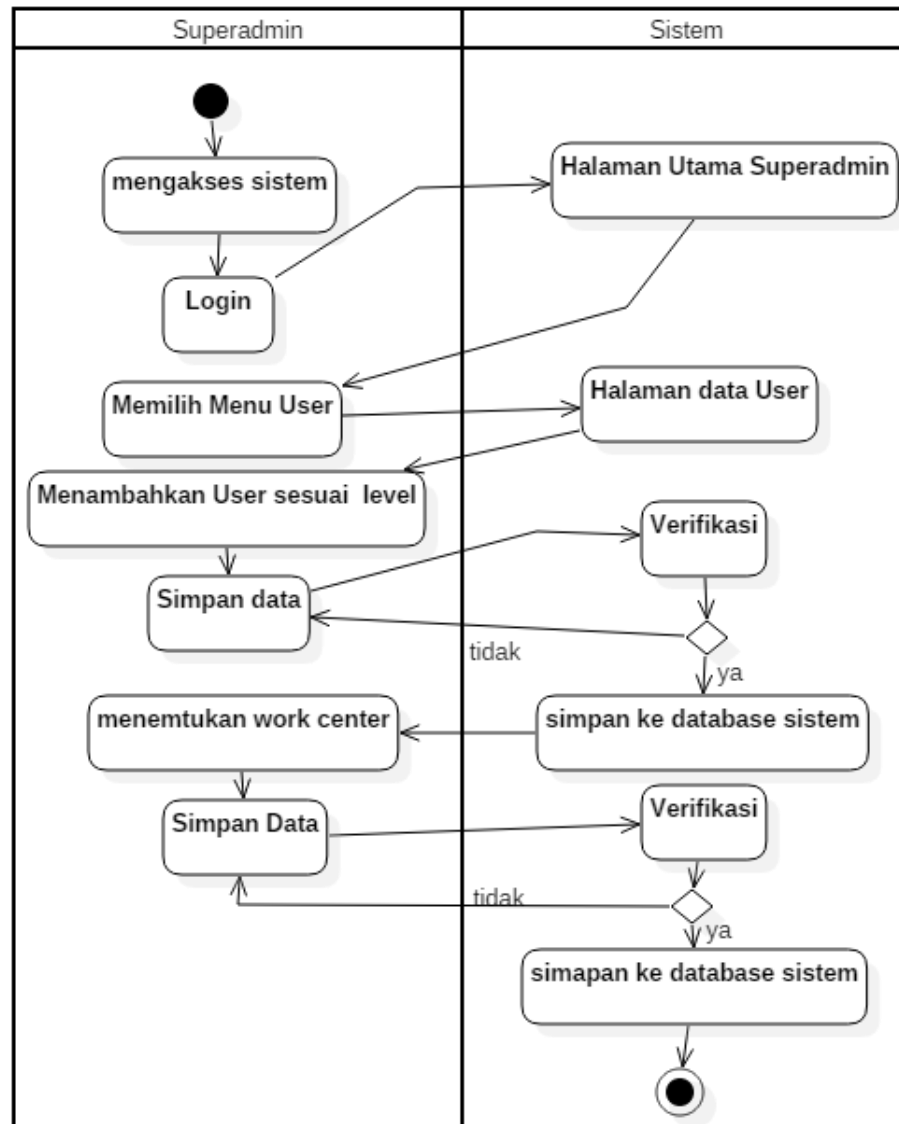 Superadmin
Sistem
mengakses sistem
Halaman Utama Superadmin
Login
Memilih Menu User
Halaman data User
Menambahkan User sesuai  level
Verifikasi
Simpan data
tidak
ya
menemtukan work center
simpan ke database sistem
Simpan Data
Verifikasi
tidak
ya
simapan ke database sistem